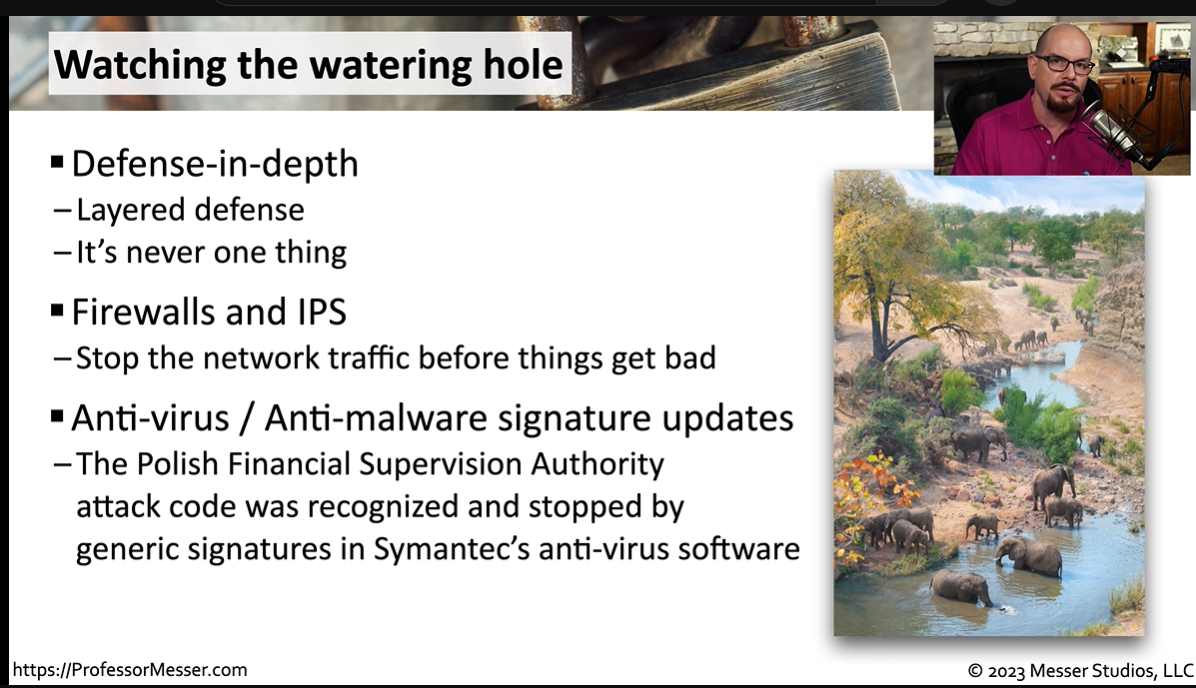 Watching the watering hole
▪ Defense-in-depth
– Layered defense
– It’s never one thing
▪ Firewalls and IPS
– Stop the network traffic before things get bad
▪ Anti-virus / Anti-malware signature updates
– The Polish Financial Supervision Authority
attack code was recognized and stopped by
generic signatures in Symantec’s anti-virus software
https://ProfessorMesser.com
© 2023 Messer Studios, LLC